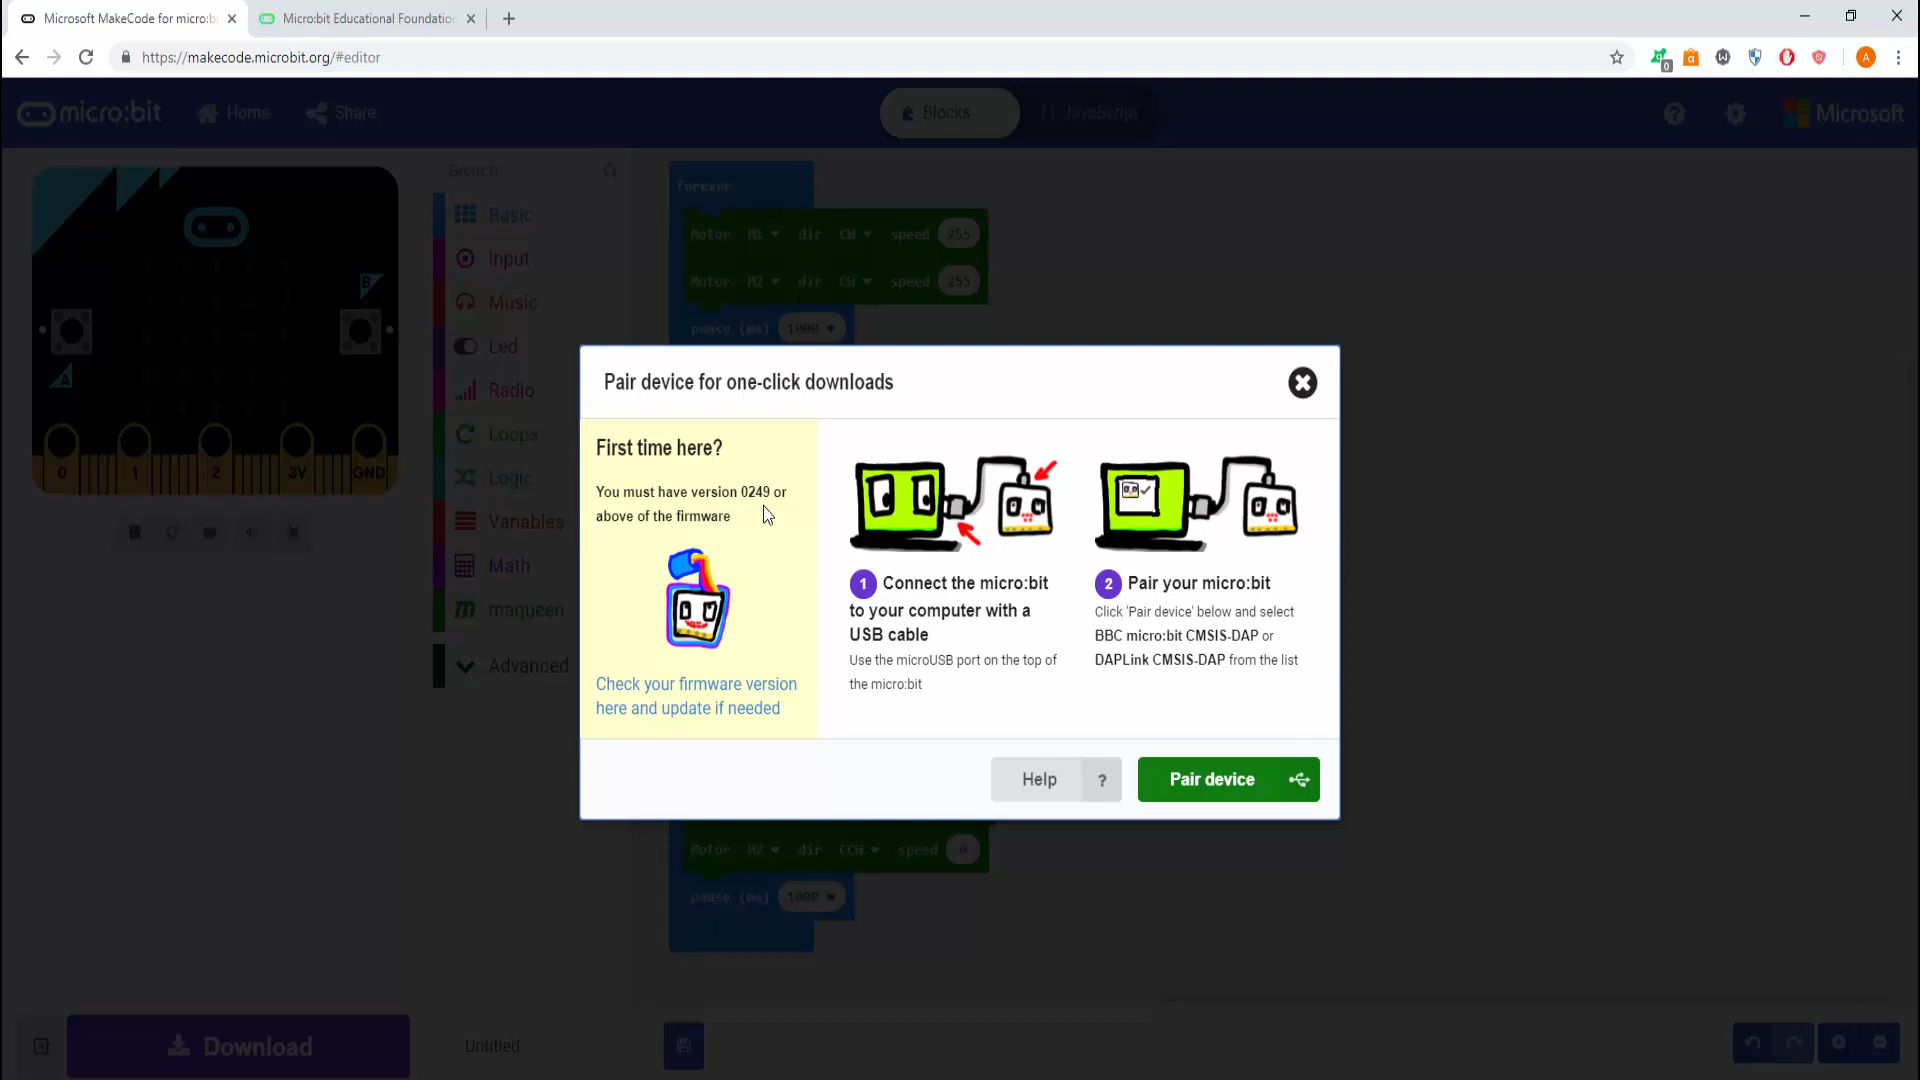 Microsoft MakeCode for micro:b
Micro:bit Educational Foundation
https://makecode.microbit.org/#editor
0
A
micro:bit
Home
Share
Blocks
JavaScript
Microsoft
Search...
Basic
Input
Music
Led
Radio
Loops
Logic
Variables
Math
maqueen
Advanced
B
A
0 1 2 3V GND
forever
Motor M1 dir CW speed 255
Motor M2 dir CW speed 255
pause (ms) 1000
Pair device for one-click downloads
First time here?
You must have version 0249 or
above of the firmware
Check your firmware version
here and update if needed
1 Connect the micro:bit
to your computer with a
USB cable
Use the microUSB port on the top of
the micro:bit
2 Pair your micro:bit
Click 'Pair device' below and select
BBC micro:bit CMSIS-DAP or
DAPLink CMSIS-DAP from the list
Help ?
Pair device
Motor M2 dir CCW speed 0
pause (ms) 1000
Download
Untitled